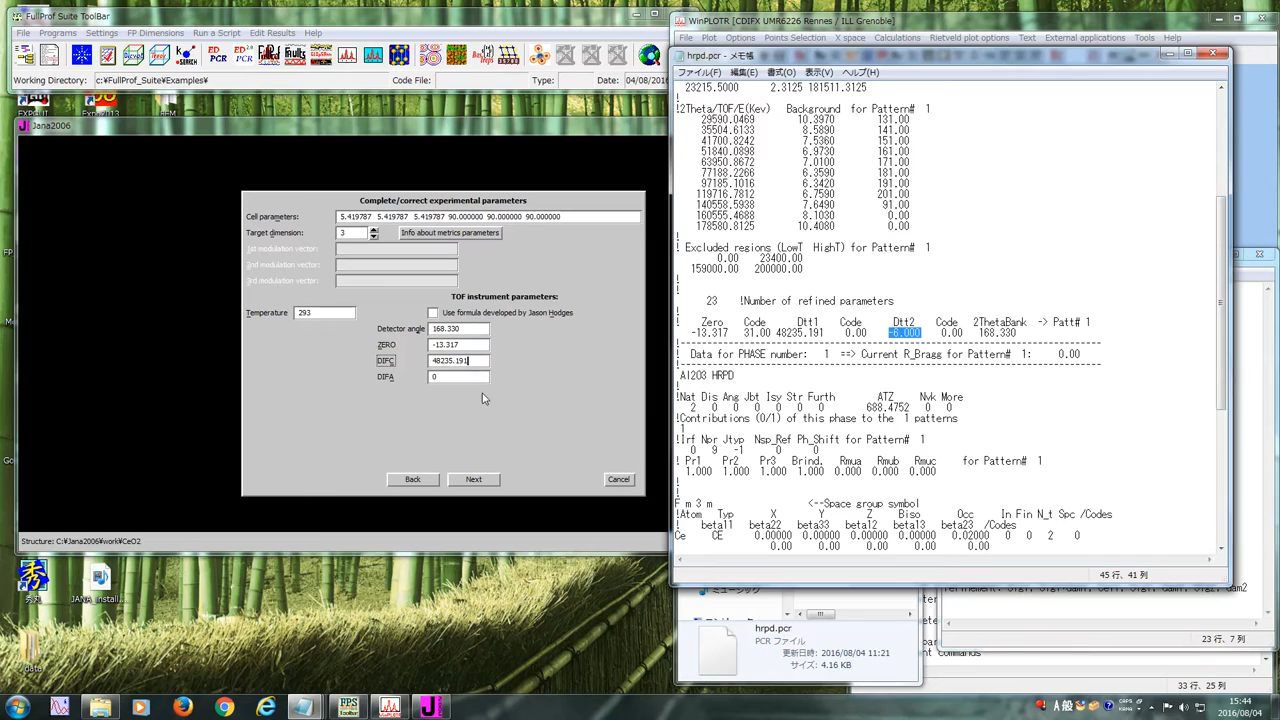 FullProf Suite ToolBar
File Programs Settings FP Dimensions Run a Script Edit Results Help
Working Directory: c:¥FullProf_Suite¥Examples¥ Code File: Type: Date: 04/08/2016
WinPLOTR [CDIFX UMR6226 Rennes / ILL Grenoble]
File Plot Options Points Selection X space Calculations Rietveld plot options Text External applications Tools Help
hrpd.pcr - メモ帳
ファイル(F) 編集(E) 書式(O) 表示(V) ヘルプ(H)
23215.5000 2.3125 181511.3125
!
!2Theta/TOF/E(Kev) Background for Pattern# 1
29590.0469 10.3970 131.00
35504.6133 8.5890 141.00
41700.8242 7.5360 151.00
51840.0898 6.9730 161.00
63950.8672 7.0100 171.00
77188.2266 6.3590 181.00
97185.1016 6.3420 191.00
119716.7812 6.7560 201.00
140558.5938 7.6490 91.00
160555.4688 8.1030 0.00
178580.8125 10.4080 0.00
!
! Excluded regions (LowT HighT) for Pattern# 1
0.00 23400.00
159000.00 200000.00
!
!
23 !Number of refined parameters
!
! Zero Code Dtt1 Code Dtt2 Code 2ThetaBank -> Patt# 1
-13.317 31.00 48235.191 0.00 -6.000 0.00 168.330
! Data for PHASE number: 1 ==> Current R_Bragg for Pattern# 1: 0.00
Al2O3 HRPD
!
!Nat Dis Ang Jbt Isy Str Furth ATZ Nvk More
2 0 0 0 0 0 0 688.4752 0 0
!Contributions (0/1) of this phase to the 1 patterns
1
!Irf Npr Jtyp Nsp_Ref Ph_Shift for Pattern# 1
0 9 -1 0 0
! Pr1 Pr2 Pr3 Brind. Rmua Rmub Rmuc for Pattern# 1
1.000 1.000 1.000 1.000 0.000 0.000 0.000
!
!
F m 3 m <--Space group symbol
!Atom Typ X Y Z Biso Occ In Fin N_t Spc /Codes
! beta11 beta22 beta33 beta12 beta13 beta23 /Codes
Ce CE 0.00000 0.00000 0.00000 0.00000 0.02000 0 0 2 0
0.00 0.00 0.00 0.00 0.00
45 行、41 列
EXPGUI
Expo2013
Jana2006
Complete/correct experimental parameters
Cell parameters: 5.419787 5.419787 5.419787 90.000000 90.000000 90.000000
Target dimension: 3 Info about metrics parameters
1st modulation vector:
2nd modulation vector:
3rd modulation vector:
TOF instrument parameters:
Temperature 293 Use formula developed by Jason Hodges
Detector angle 168.330
ZERO -13.317
DIFC 48235.191
DIFA 0
Back Next Cancel
Structure: C:¥Jana2006¥work¥CeO2
JANA_install...
data
ミュージック
hrpd.pcr
PCR ファイル
更新日時: 2016/08/04 11:21
サイズ: 4.16 KB
23 行、7 列
33 行、25 列
15:44
2016/08/04